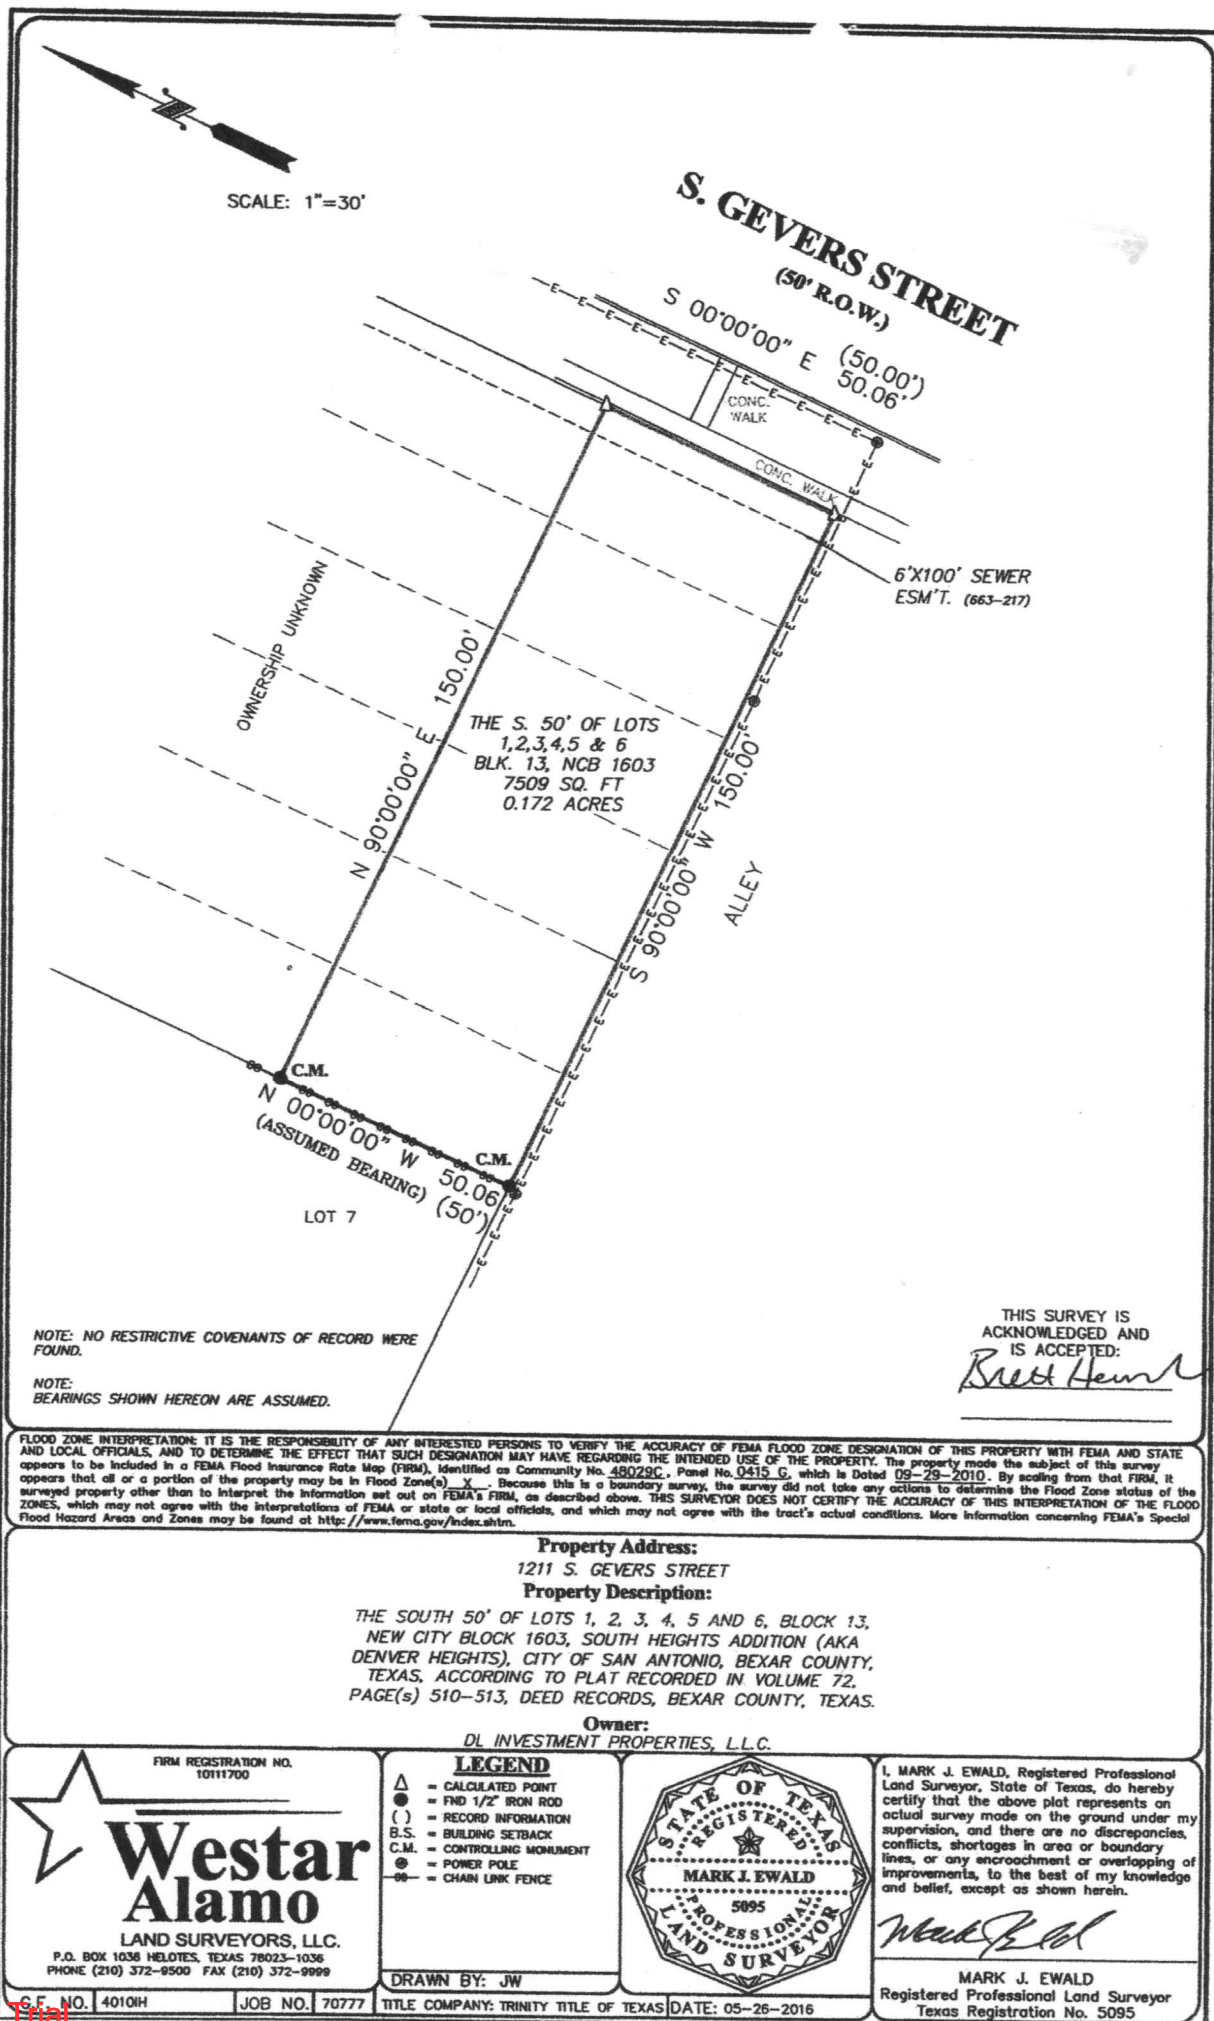 SCALE: 1"=30'
S. GEVERS STREET
(50' R.O.W.)
S 00°00'00" E (50.00')
50.06'
CONC.
WALK
CONC. WALK
6'X100' SEWER
ESM'T. (663-217)
OWNERSHIP UNKNOWN
N 90°00'00" E 150.00'
THE S. 50' OF LOTS
1,2,3,4,5 & 6
BLK. 13, NCB 1603
7509 SQ. FT
0.172 ACRES
S 90°00'00" W 150.00'
ALLEY
C.M.
C.M.
N 00°00'00" W 50.06
(ASSUMED BEARING) (50')
LOT 7
NOTE: NO RESTRICTIVE COVENANTS OF RECORD WERE
FOUND.
NOTE:
BEARINGS SHOWN HEREON ARE ASSUMED.
THIS SURVEY IS
ACKNOWLEDGED AND
IS ACCEPTED:
Brett
FLOOD ZONE INTERPRETATION: IT IS THE RESPONSIBILITY OF ANY INTERESTED PERSONS TO VERIFY THE ACCURACY OF FEMA FLOOD ZONE DESIGNATION OF THIS PROPERTY WITH FEMA AND STATE
AND LOCAL OFFICIALS, AND TO DETERMINE THE EFFECT THAT SUCH DESIGNATION MAY HAVE REGARDING THE INTENDED USE OF THE PROPERTY. The property made the subject of this survey
appears to be included in a FEMA Flood Insurance Rate Map (FIRM), identified as Community No. 48029C, Panel No. 0415 G, which is Dated 09-29-2010. By scaling from that FIRM, it
appears that all or a portion of the property may be in Flood Zone(s) X. Because this is a boundary survey, the survey did not take any actions to determine the Flood Zone status of the
surveyed property other than to interpret the information set out on FEMA's FIRM, as described above. THIS SURVEYOR DOES NOT CERTIFY THE ACCURACY OF THIS INTERPRETATION OF THE FLOOD
ZONES, which may not agree with the interpretations of FEMA or state or local officials, and which may not agree with the tract's actual conditions. More information concerning FEMA's Special
Flood Hazard Areas and Zones may be found at http://www.fema.gov/index.shtm.
Property Address:
1211 S. GEVERS STREET
Property Description:
THE SOUTH 50' OF LOTS 1, 2, 3, 4, 5 AND 6, BLOCK 13,
NEW CITY BLOCK 1603, SOUTH HEIGHTS ADDITION (AKA
DENVER HEIGHTS), CITY OF SAN ANTONIO, BEXAR COUNTY,
TEXAS, ACCORDING TO PLAT RECORDED IN VOLUME 72,
PAGE(s) 510-513, DEED RECORDS, BEXAR COUNTY, TEXAS.
Owner:
DL INVESTMENT PROPERTIES, L.L.C.
FIRM REGISTRATION NO.
10111700
Westar
Alamo
LAND SURVEYORS, LLC.
P.O. BOX 1036 HELOTES, TEXAS 78023-1036
PHONE (210) 372-9500 FAX (210) 372-9999
LEGEND
= CALCULATED POINT
= FND 1/2" IRON ROD
( ) = RECORD INFORMATION
B.S. = BUILDING SETBACK
C.M. = CONTROLLING MONUMENT
= POWER POLE
= CHAIN LINK FENCE
DRAWN BY: JW
STATE OF TEXAS
REGISTERED
MARK J. EWALD
5095
PROFESSIONAL
LAND SURVEYOR
I, MARK J. EWALD, Registered Professional
Land Surveyor, State of Texas, do hereby
certify that the above plat represents an
actual survey made on the ground under my
supervision, and there are no discrepancies,
conflicts, shortages in area or boundary
lines, or any encroachment or overlapping of
improvements, to the best of my knowledge
and belief, except as shown herein.
MARK J. EWALD
Registered Professional Land Surveyor
Texas Registration No. 5095
G.F. NO. 4010IH JOB NO. 70777 TITLE COMPANY: TRINITY TITLE OF TEXAS DATE: 05-26-2016
Trial